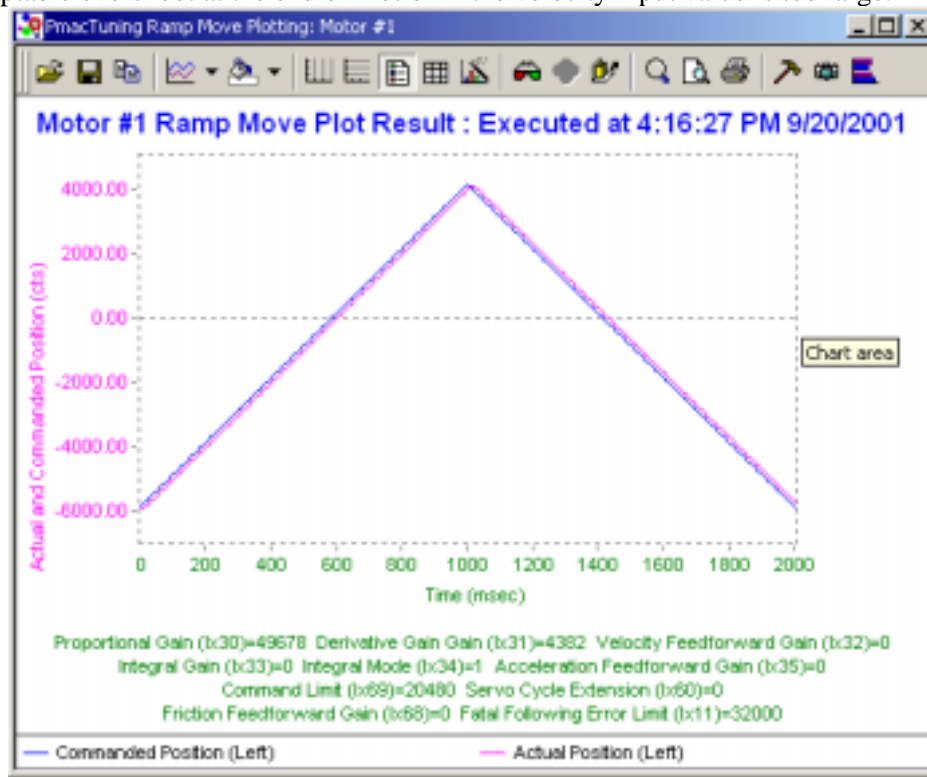 PmacTuning Ramp Move Plotting: Motor #1
Motor #1 Ramp Move Plot Result : Executed at 4:16:27 PM 9/20/2001
Actual and Commanded Position (cts)
4000.00
2000.00
0.00
-2000.00
-4000.00
-6000.00
Chart area
0 200 400 600 800 1000 1200 1400 1600 1800 2000
Time (msec)
Proportional Gain (Ix30)=49678 Derivative Gain Gain (Ix31)=4382 Velocity Feedforward Gain (Ix32)=0
Integral Gain (Ix33)=0 Integral Mode (Ix34)=1 Acceleration Feedforward Gain (Ix35)=0
Command Limit (Ix69)=20480 Servo Cycle Extension (Ix60)=0
Friction Feedforward Gain (Ix68)=0 Fatal Following Error Limit (Ix11)=32000
Commanded Position (Left) Actual Position (Left)